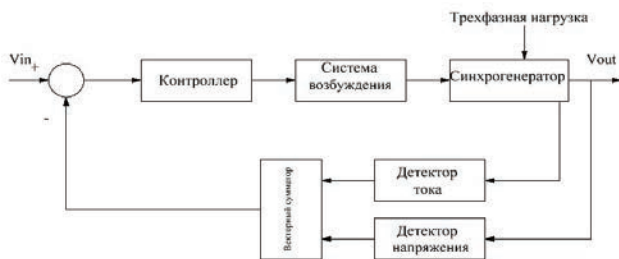 Трехфазная нагрузка
Vin
+
Контроллер
Система
возбуждения
Синхрогенератор
Vout
-
Векторный сумматор
Детектор
тока
Детектор
напряжения